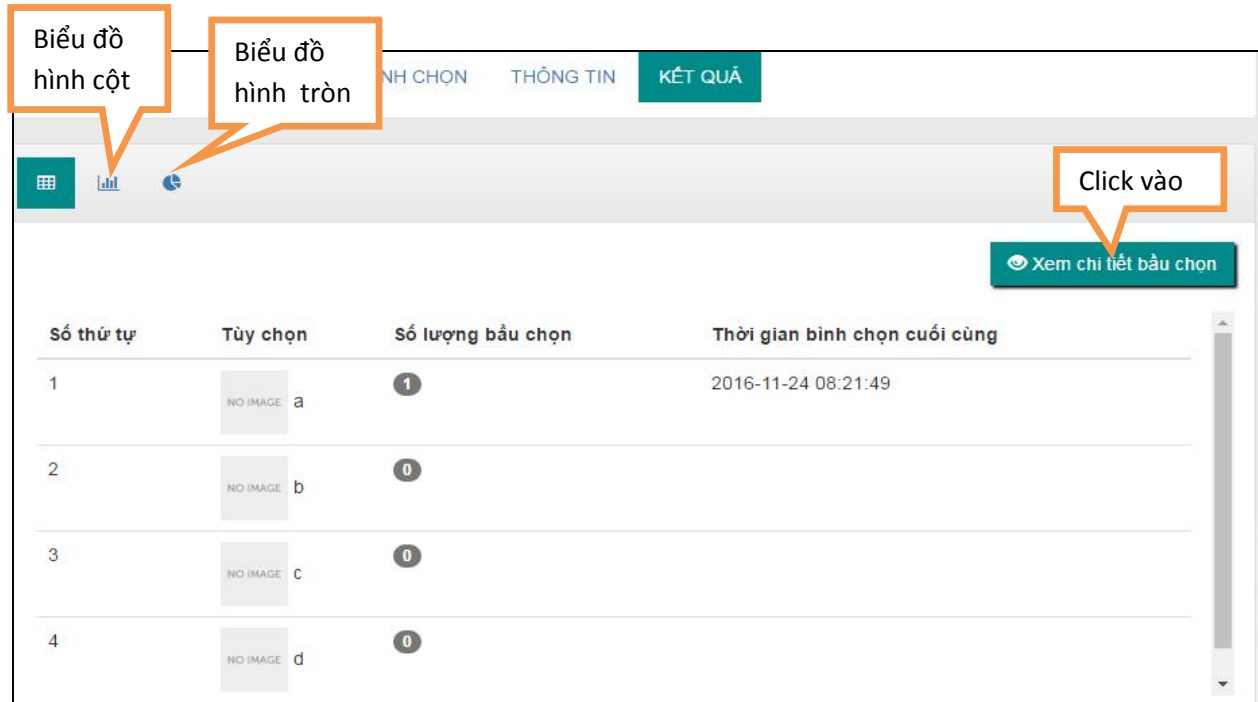 Biểu đồ
hình cột
Biểu đồ
hình tròn
NH CHỌN THÔNG TIN KẾT QUẢ
Click vào
Xem chi tiết bầu chọn
Số thứ tự Tùy chọn Số lượng bầu chọn Thời gian bình chọn cuối cùng
1 NO IMAGE a 1 2016-11-24 08:21:49
2 NO IMAGE b 0
3 NO IMAGE c 0
4 NO IMAGE d 0